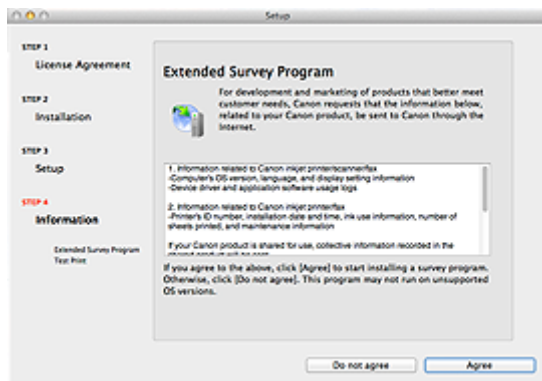 Setup
STEP 1
License Agreement
STEP 2
Installation
STEP 3
Setup
STEP 4
Information
Extended Survey Program
Test Print
Extended Survey Program
For development and marketing of products that better meet
customer needs, Canon requests that the information below,
related to your Canon product, be sent to Canon through the
Internet.
1. Information related to Canon inkjet printer/scanner/fax
-Computer's OS version, language, and display setting information
-Device driver and application software usage logs
2. Information related to Canon inkjet printer/fax
-Printer's ID number, installation date and time, ink use information, number of
sheets printed, and maintenance information
If your Canon product is shared for use, collective information recorded in the
shared product will be sent
If you agree to the above, click [Agree] to start installing a survey program.
Otherwise, click [Do not agree]. This program may not run on unsupported
OS versions.
Do not agree
Agree